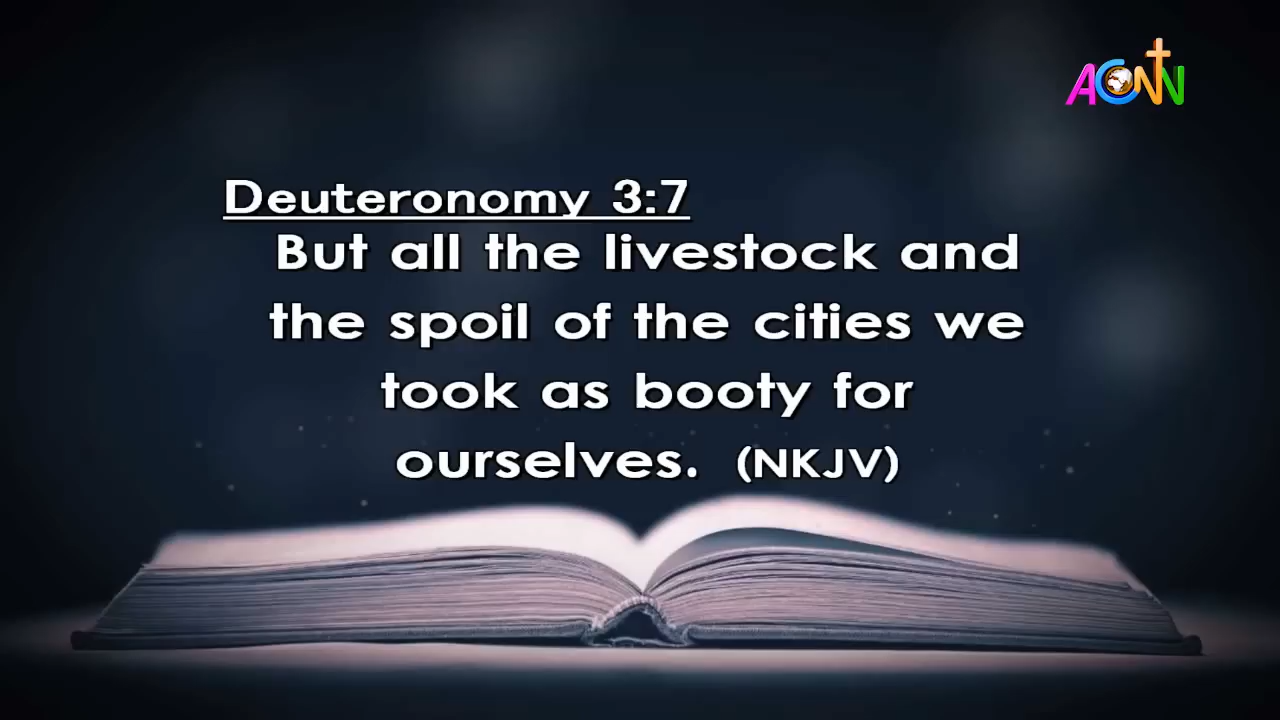 ACNN
Deuteronomy 3:7
But all the livestock and
the spoil of the cities we
took as booty for
ourselves. (NKJV)